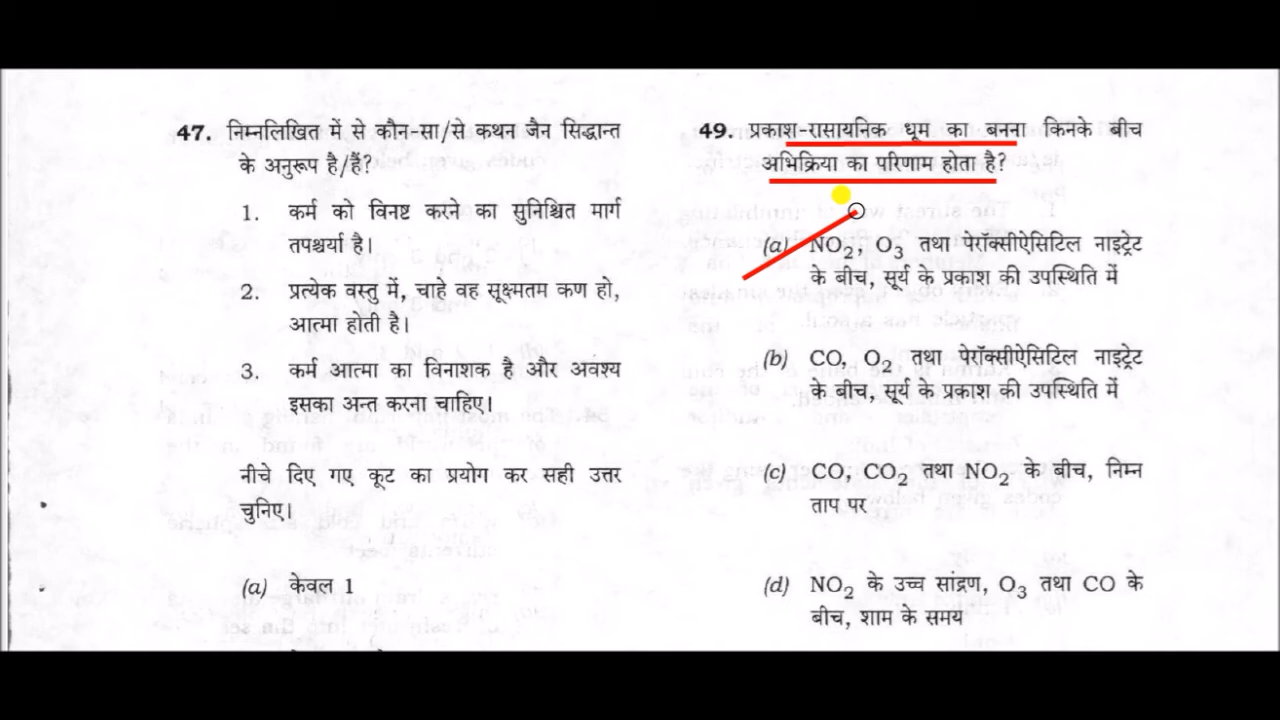 47. निम्नलिखित में से कौन-सा/से कथन जैन सिद्धान्त
के अनुरूप है/हैं?
1. कर्म को विनष्ट करने का सुनिश्चित मार्ग
तपश्चर्या है।
2. प्रत्येक वस्तु में, चाहे वह सूक्ष्मतम कण हो,
आत्मा होती है।
3. कर्म आत्मा का विनाशक है और अवश्य
इसका अन्त करना चाहिए।
नीचे दिए गए कूट का प्रयोग कर सही उत्तर
चुनिए।
(a) केवल 1
49. प्रकाश-रासायनिक धूम का बनना किनके बीच
अभिक्रिया का परिणाम होता है?
(a) NO2, O3 तथा पेरॉक्सीऐसिटिल नाइट्रेट
के बीच, सूर्य के प्रकाश की उपस्थिति में
(b) CO, O2 तथा पेरॉक्सीऐसिटिल नाइट्रेट
के बीच, सूर्य के प्रकाश की उपस्थिति में
(c) CO, CO2 तथा NO2 के बीच, निम्न
ताप पर
(d) NO2 के उच्च सांद्रण, O3 तथा CO के
बीच, शाम के समय